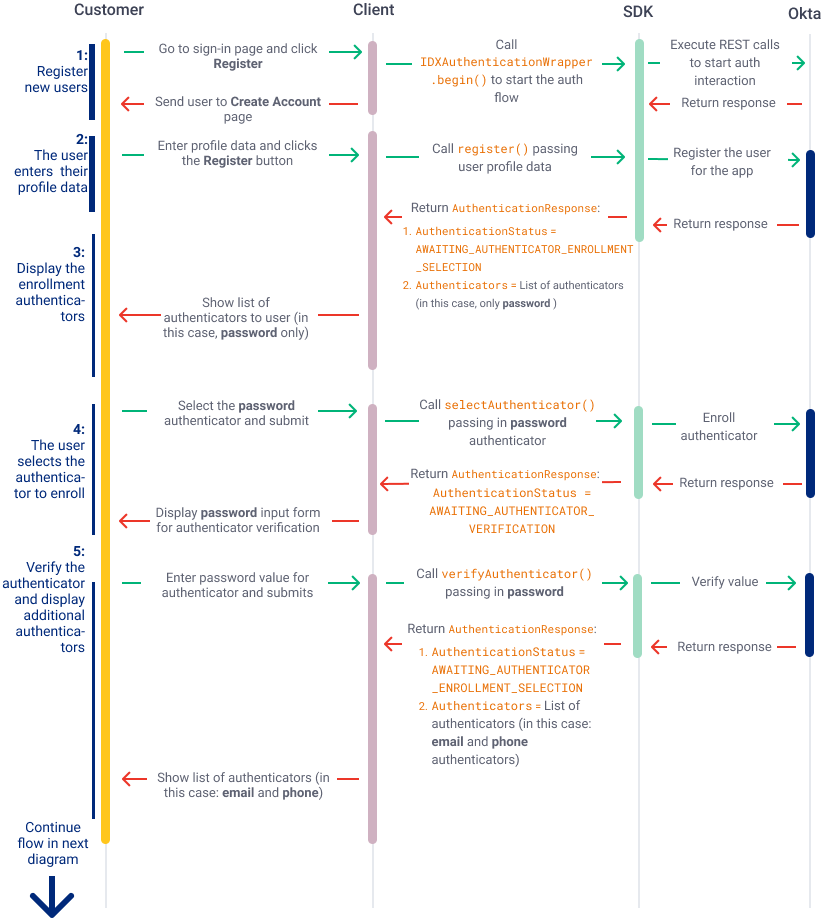 Customer
Client
SDK
Okta
1:
Register
new users
Go to sign-in page and click
Register
Call
IDXAuthenticationWrapper
.begin() to start the auth
flow
Execute REST calls
to start auth
interaction
Send user to Create Account
page
Return response
2:
The user
enters their
profile data
Enter profile data and clicks
the Register button
Call register() passing
user profile data
Register the user
for the app
Return AuthenticationResponse:
1. AuthenticationStatus =
AWAITING_AUTHENTICATOR_ENROLLMENT
_SELECTION
2. Authenticators = List of authenticators
(in this case, only password )
Return response
3:
Display the
enrollment
authentica-
tors
Show list of
authenticators to user (in
this case, password only)
4:
The user
selects the
authentica-
tor to enroll
Select the password
authenticator and submit
Call selectAuthenticator()
passing in password
authenticator
Enroll
authenticator
Return AuthenticationResponse:
AuthenticationStatus =
AWAITING_AUTHENTICATOR_
VERIFICATION
Return response
Display password input form
for authenticator verification
5:
Verify the
authenticator
and display
additional
authentica-
tors
Enter password value for
authenticator and submits
Call verifyAuthenticator()
passing in password
Verify value
Return AuthenticationResponse:
1. AuthenticationStatus =
AWAITING_AUTHENTICATOR
_ENROLLMENT_SELECTION
2. Authenticators = List of
authenticators (in this case:
email and phone
authenticators)
Return response
Show list of authenticators (in
this case: email and phone)
Continue
flow in next
diagram